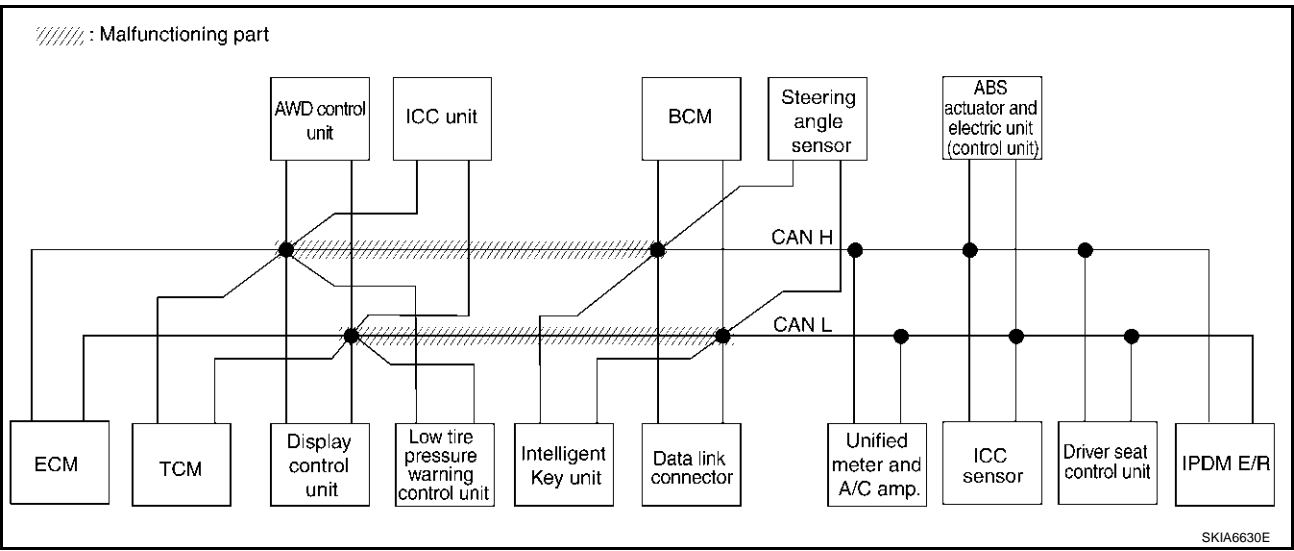 : Malfunctioning part
AWD control
unit
ICC unit
BCM
Steering
angle
sensor
ABS
actuator and
electric unit
(control unit)
CAN H
CAN L
ECM
TCM
Display
control
unit
Low tire
pressure
warning
control unit
Intelligent
Key unit
Data link
connector
Unified
meter and
A/C amp.
ICC
sensor
Driver seat
control unit
IPDM E/R
SKIA6630E